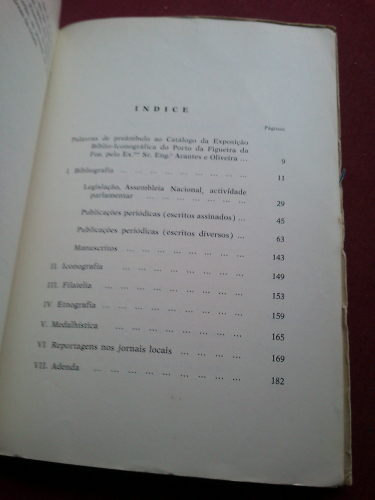 ÍNDICE
Páginas
Palavras de preâmbulo ao Catálogo da Exposição
Biblio-Iconográfica do Porto da Figueira da
Foz, pelo Ex.mo Sr. Eng.º Arantes e Oliveira ... 9
I Bibliografia ... ... ... ... ... ... ... ... 11
Legislação, Assembleia Nacional, actividade
parlamentar ... ... ... ... ... ... ... 29
Publicações periódicas (escritos assinados) ... 45
Publicações periódicas (escritos diversos) ... 63
Manuscritos ... ... ... ... ... ... ... 143
II Iconografia ... ... ... ... ... ... ... 149
III. Filatelia ... ... ... ... ... ... ... 153
IV Etnografia ... ... ... ... ... ... ... 159
V. Medalhística ... ... ... ... ... ... 165
VI Reportagens nos jornais locais ... ... ... ... 169
VII. Adenda ... ... ... ... ... ... ... ... 182